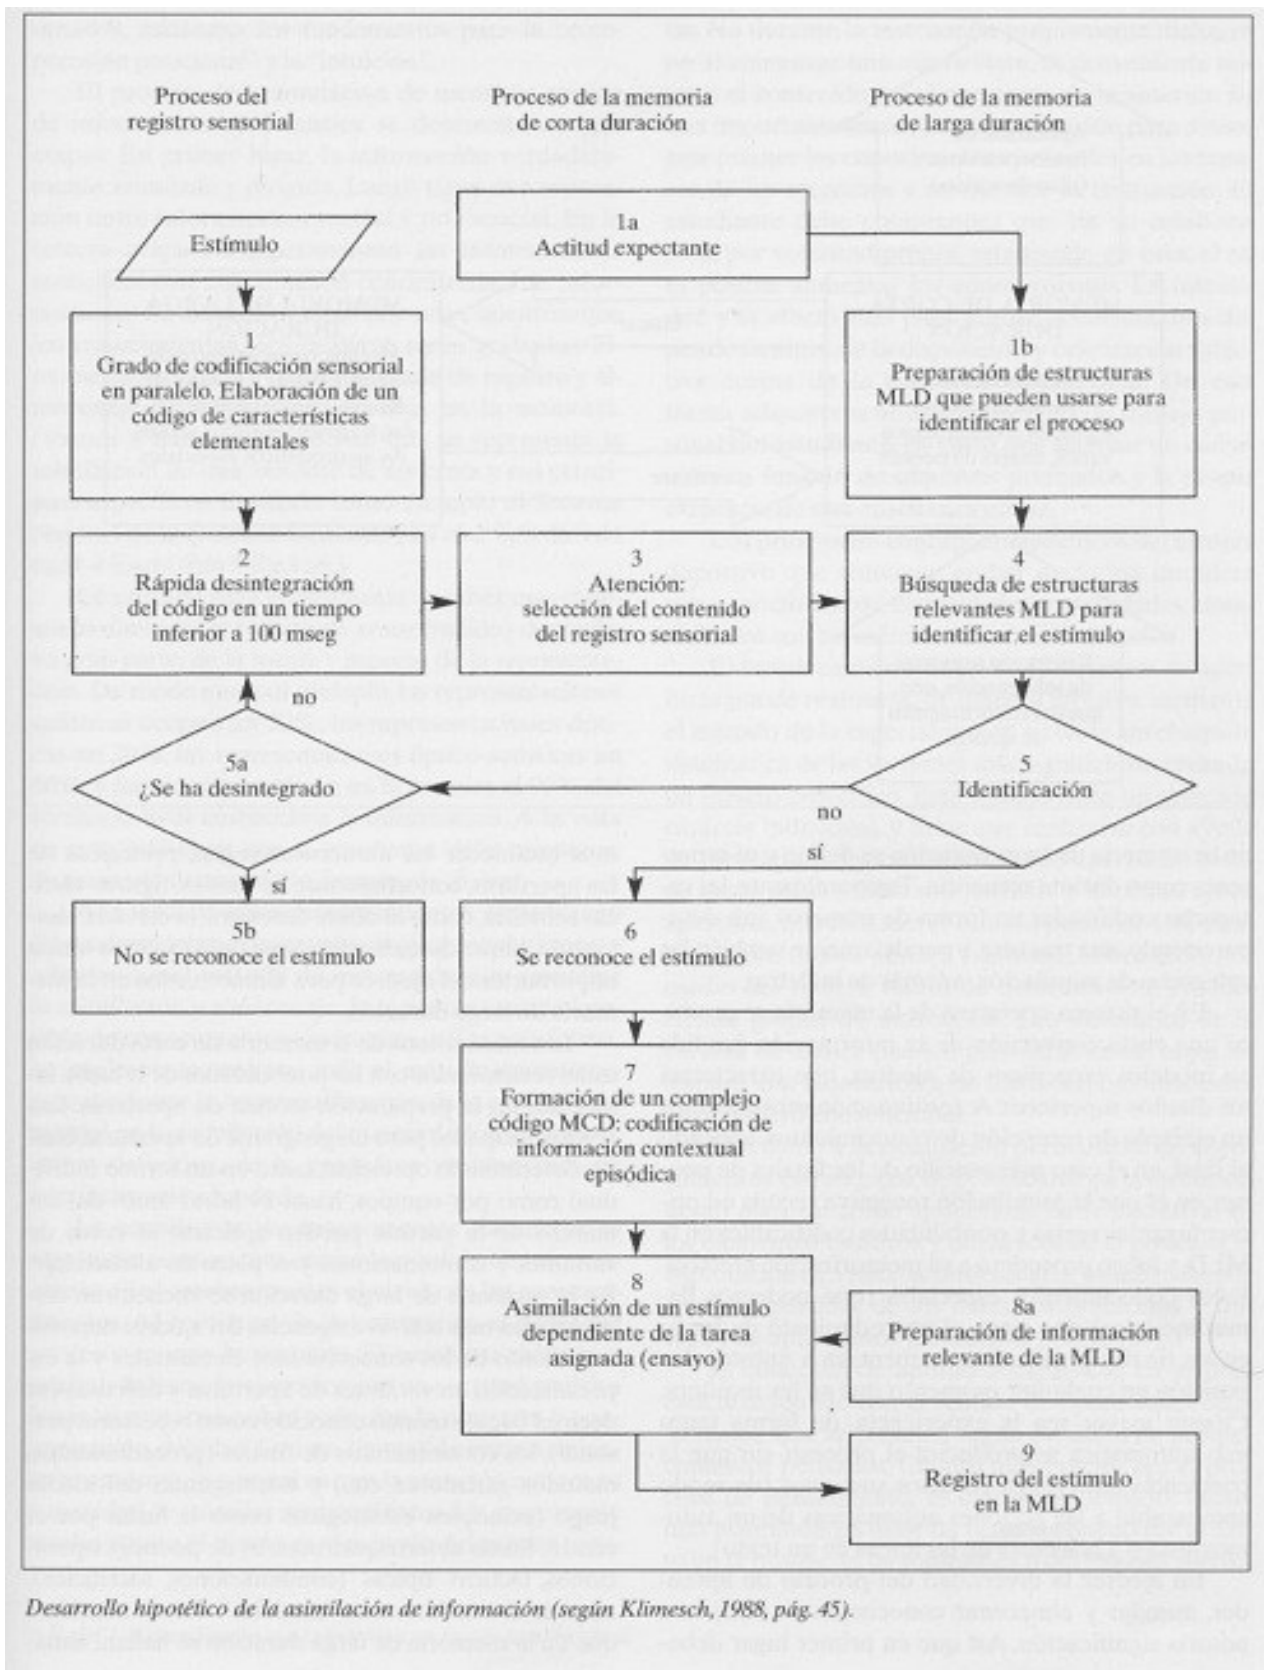 Proceso del
registro sensorial
Proceso de la memoria
de corta duración
Proceso de la memoria
de larga duración
Estímulo
1a
Actitud expectante
1
Grado de codificación sensorial
en paralelo. Elaboración de un
código de características
elementales
1b
Preparación de estructuras
MLD que pueden usarse para
identificar el proceso
2
Rápida desintegración
del código en un tiempo
inferior a 100 mseg
3
Atención:
selección del contenido
del registro sensorial
4
Búsqueda de estructuras
relevantes MLD para
identificar el estímulo
no
5a
¿Se ha desintegrado
5
Identificación
no
sí
sí
5b
No se reconoce el estímulo
6
Se reconoce el estímulo
7
Formación de un complejo
código MCD: codificación de
información contextual
episódica
8
Asimilación de un estímulo
dependiente de la tarea
asignada (ensayo)
8a
Preparación de información
relevante de la MLD
9
Registro del estímulo
en la MLD
Desarrollo hipotético de la asimilación de información (según Klimesch, 1988, pág. 45).